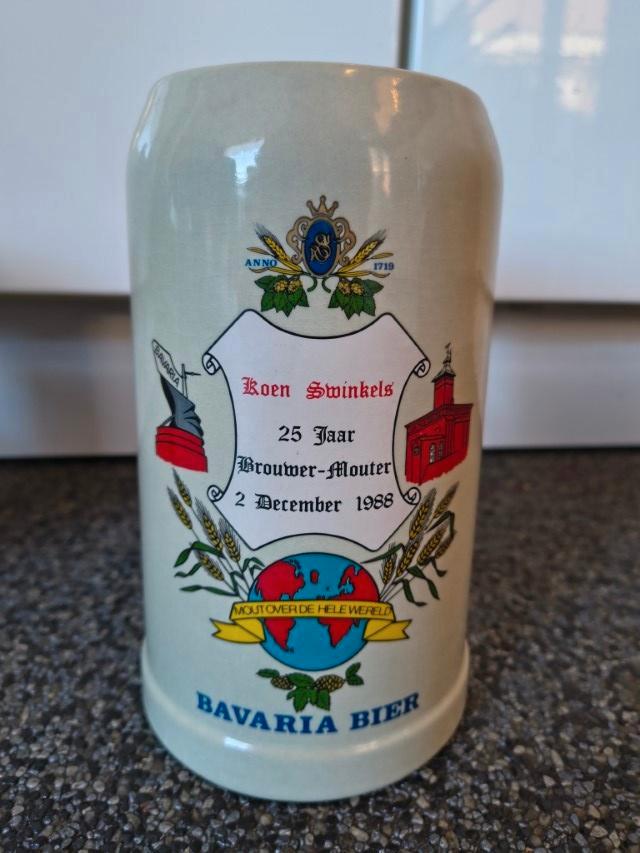 ANNO 1719
BAVARIA
Koen Swinkels
25 Jaar
Brouwer-Mouter
2 December 1988
MOUT OVER DE HELE WERELD
BAVARIA BIER